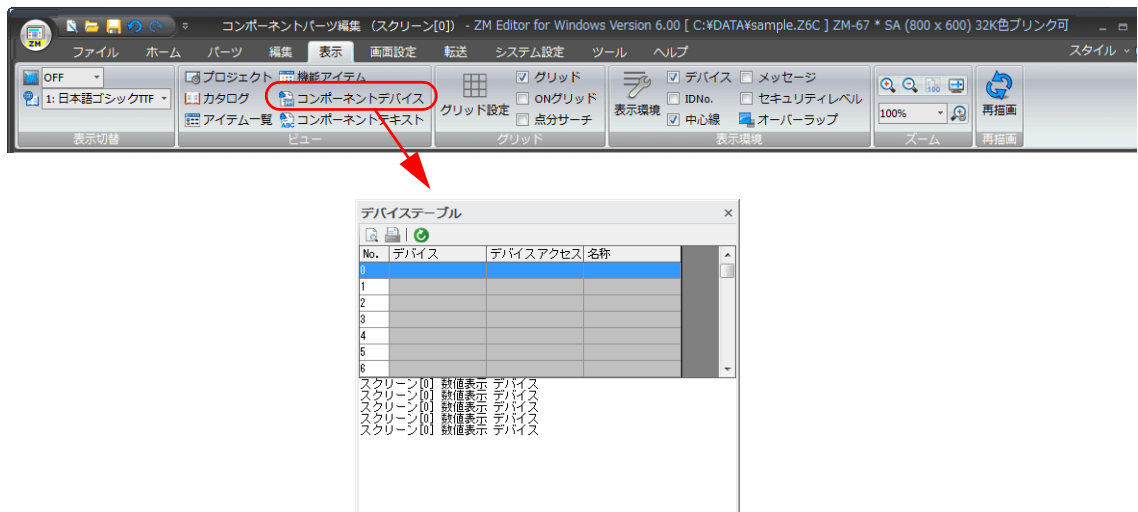 コンポーネントパーツ編集 (スクリーン[0]) - ZM Editor for Windows Version 6.00 [ C:¥DATA¥sample.Z6C ] ZM-67 * SA (800 x 600) 32K色ブリンク可
ZM
ファイル ホーム パーツ 編集 表示 画面設定 転送 システム設定 ツール ヘルプ スタイル
OFF
1: 日本語ゴシックTTF
表示切替
プロジェクト 機能アイテム
カタログ コンポーネントデバイス
アイテム一覧 コンポーネントテキスト
ビュー
グリッド設定
グリッド
ONグリッド
点分サーチ
グリッド
表示環境
デバイス メッセージ
IDNo. セキュリティレベル
中心線 オーバーラップ
表示環境
100
100%
ズーム
再描画
再描画
デバイステーブル
No. デバイス デバイスアクセス 名称
0
1
2
3
4
5
6
スクリーン[0] 数値表示 デバイス
スクリーン[0] 数値表示 デバイス
スクリーン[0] 数値表示 デバイス
スクリーン[0] 数値表示 デバイス
スクリーン[0] 数値表示 デバイス